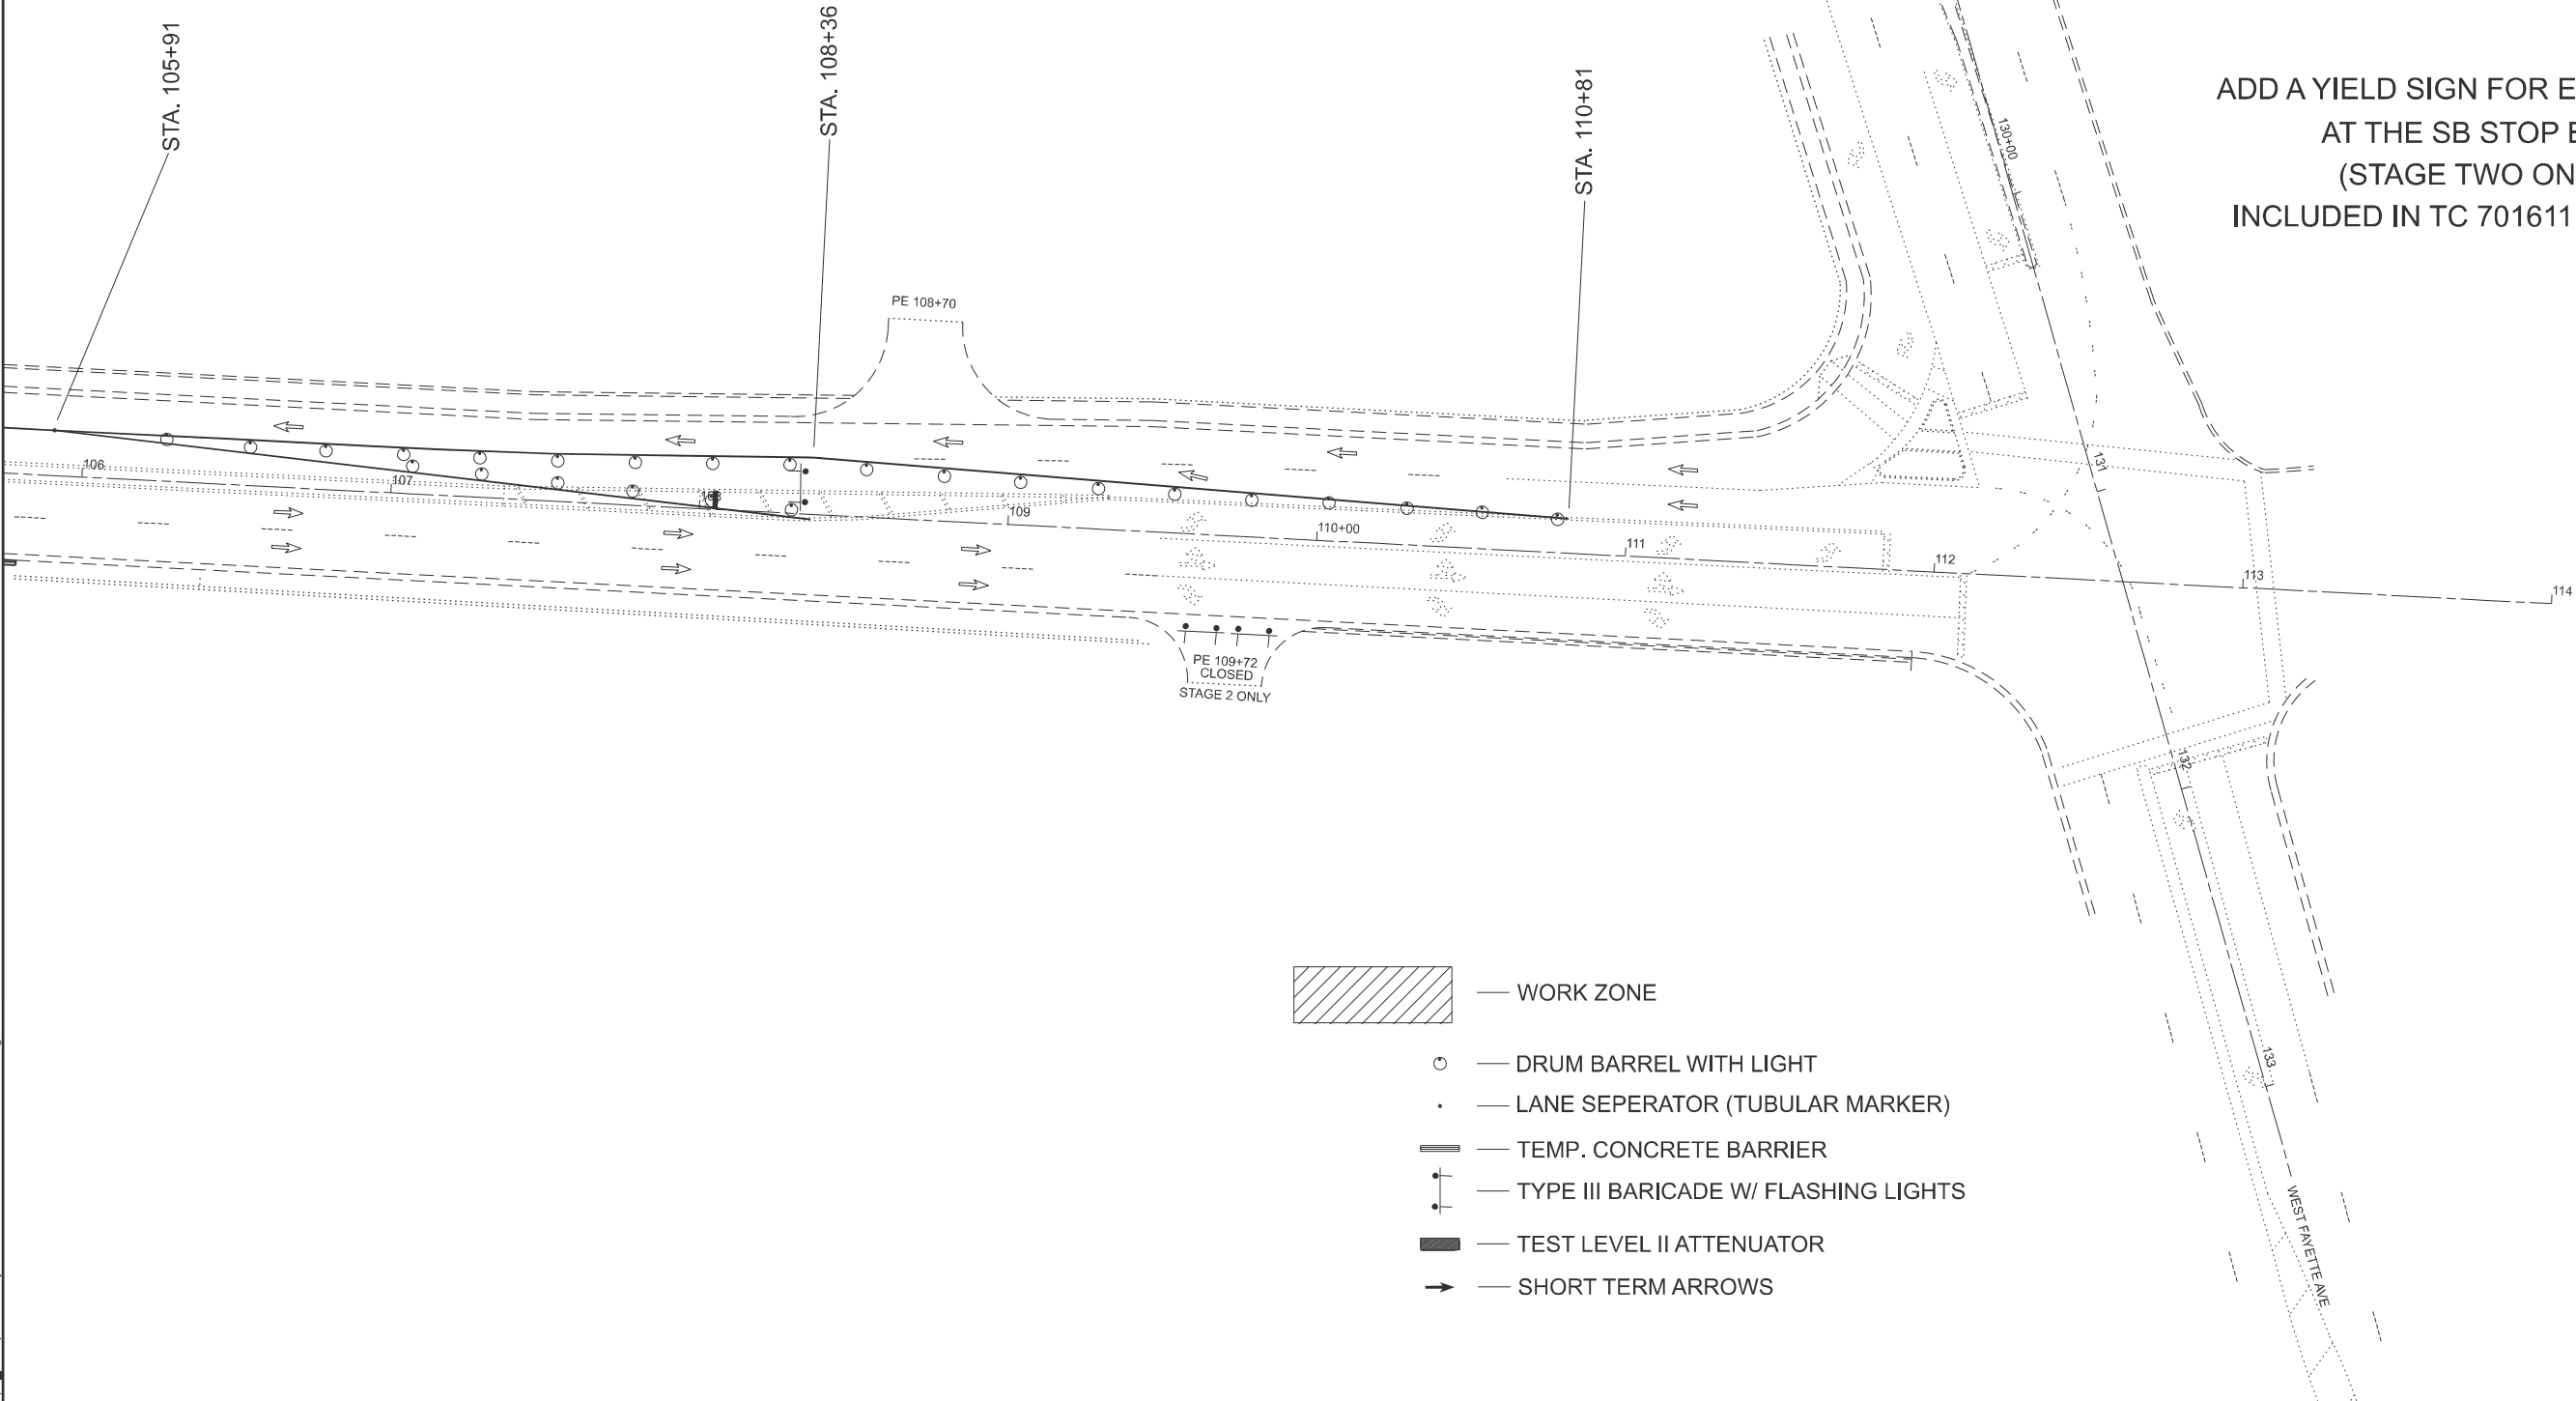 STA. 105+91
STA. 108+36
STA. 110+81
ADD A YIELD SIGN FOR
AT THE SB STOP
(STAGE TWO ON
INCLUDED IN TC 701611
130+00
PE 108+70
106
107
108
109
110+00
111
112
113
114
131
132
133
PE 109+72
CLOSED
STAGE 2 ONLY
WORK ZONE
DRUM BARREL WITH LIGHT
LANE SEPERATOR (TUBULAR MARKER)
TEMP. CONCRETE BARRIER
TYPE III BARICADE W/ FLASHING LIGHTS
TEST LEVEL II ATTENUATOR
SHORT TERM ARROWS
WEST FAYETTE AVE